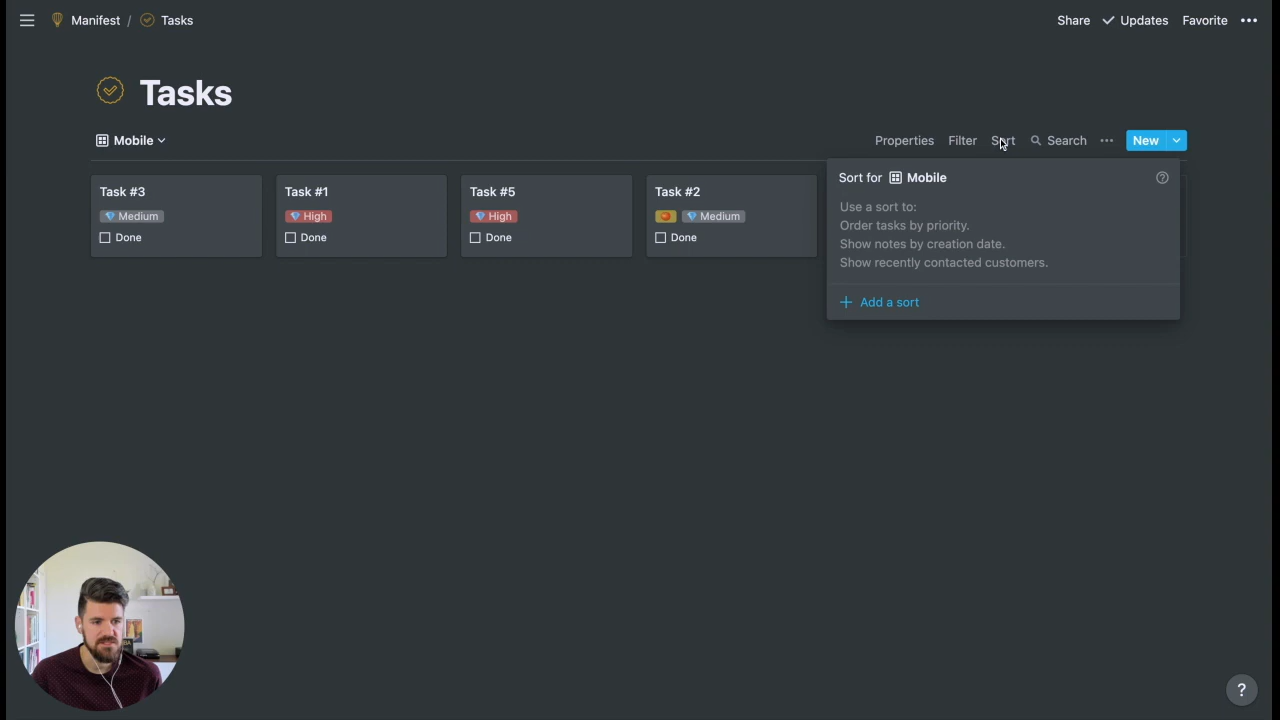 Manifest / Tasks
Share Updates Favorite
Tasks
Mobile
Properties Filter Sort Search New
Task #3
Medium
Done
Task #1
High
Done
Task #5
High
Done
Task #2
Medium
Done
Sort for Mobile
Use a sort to:
Order tasks by priority.
Show notes by creation date.
Show recently contacted customers.
+ Add a sort
?